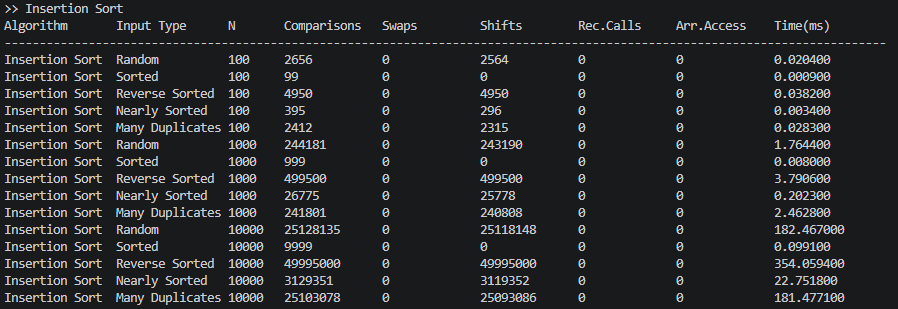 >> Insertion Sort
Algorithm Input Type N Comparisons Swaps Shifts Rec.Calls Arr.Access Time(ms)
--------------------------------------------------------------------------------------------------------------
Insertion Sort Random 100 2656 0 2564 0 0 0.020400
Insertion Sort Sorted 100 99 0 0 0 0 0.000900
Insertion Sort Reverse Sorted 100 4950 0 4950 0 0 0.038200
Insertion Sort Nearly Sorted 100 395 0 296 0 0 0.003400
Insertion Sort Many Duplicates 100 2412 0 2315 0 0 0.028300
Insertion Sort Random 1000 244181 0 243190 0 0 1.764400
Insertion Sort Sorted 1000 999 0 0 0 0 0.008000
Insertion Sort Reverse Sorted 1000 499500 0 499500 0 0 3.790600
Insertion Sort Nearly Sorted 1000 26775 0 25778 0 0 0.202300
Insertion Sort Many Duplicates 1000 241801 0 240808 0 0 2.462800
Insertion Sort Random 10000 25128135 0 25118148 0 0 182.467000
Insertion Sort Sorted 10000 9999 0 0 0 0 0.099100
Insertion Sort Reverse Sorted 10000 49995000 0 49995000 0 0 354.059400
Insertion Sort Nearly Sorted 10000 3129351 0 3119352 0 0 22.751800
Insertion Sort Many Duplicates 10000 25103078 0 25093086 0 0 181.477100